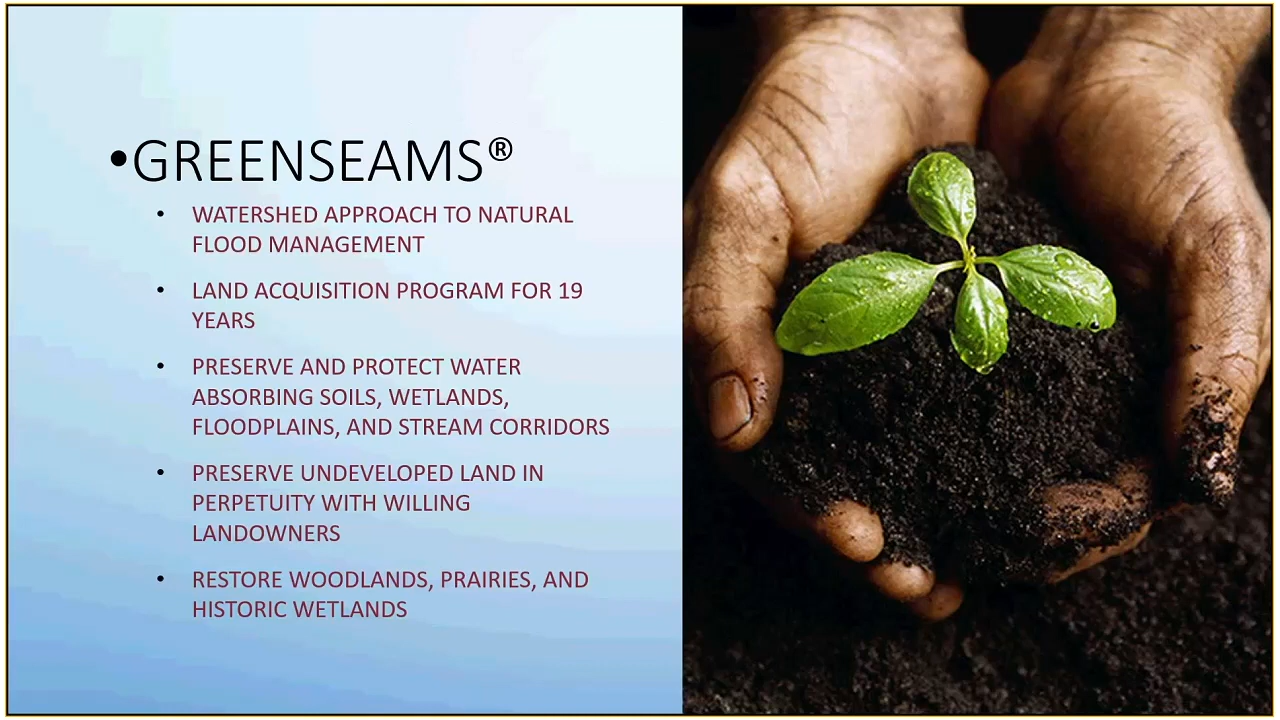 •GREENSEAMS®
• WATERSHED APPROACH TO NATURAL
FLOOD MANAGEMENT
• LAND ACQUISITION PROGRAM FOR 19
YEARS
• PRESERVE AND PROTECT WATER
ABSORBING SOILS, WETLANDS,
FLOODPLAINS, AND STREAM CORRIDORS
• PRESERVE UNDEVELOPED LAND IN
PERPETUITY WITH WILLING
LANDOWNERS
• RESTORE WOODLANDS, PRAIRIES, AND
HISTORIC WETLANDS